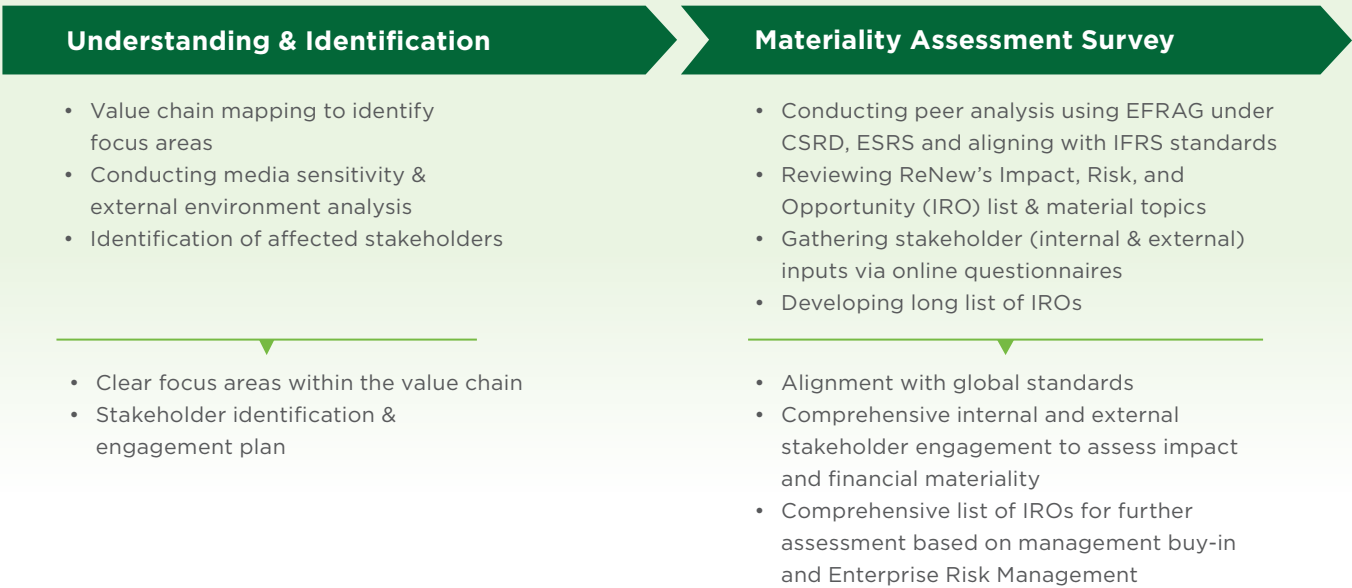 Understanding & Identification
• Value chain mapping to identify
focus areas
• Conducting media sensitivity &
external environment analysis
• Identification of affected stakeholders
• Clear focus areas within the value chain
• Stakeholder identification &
engagement plan
Materiality Assessment Survey
• Conducting peer analysis using EFRAG under
CSRD, ESRS and aligning with IFRS standards
• Reviewing ReNew’s Impact, Risk, and
Opportunity (IRO) list & material topics
• Gathering stakeholder (internal & external)
inputs via online questionnaires
• Developing long list of IROs
• Alignment with global standards
• Comprehensive internal and external
stakeholder engagement to assess impact
and financial materiality
• Comprehensive list of IROs for further
assessment based on management buy-in
and Enterprise Risk Management